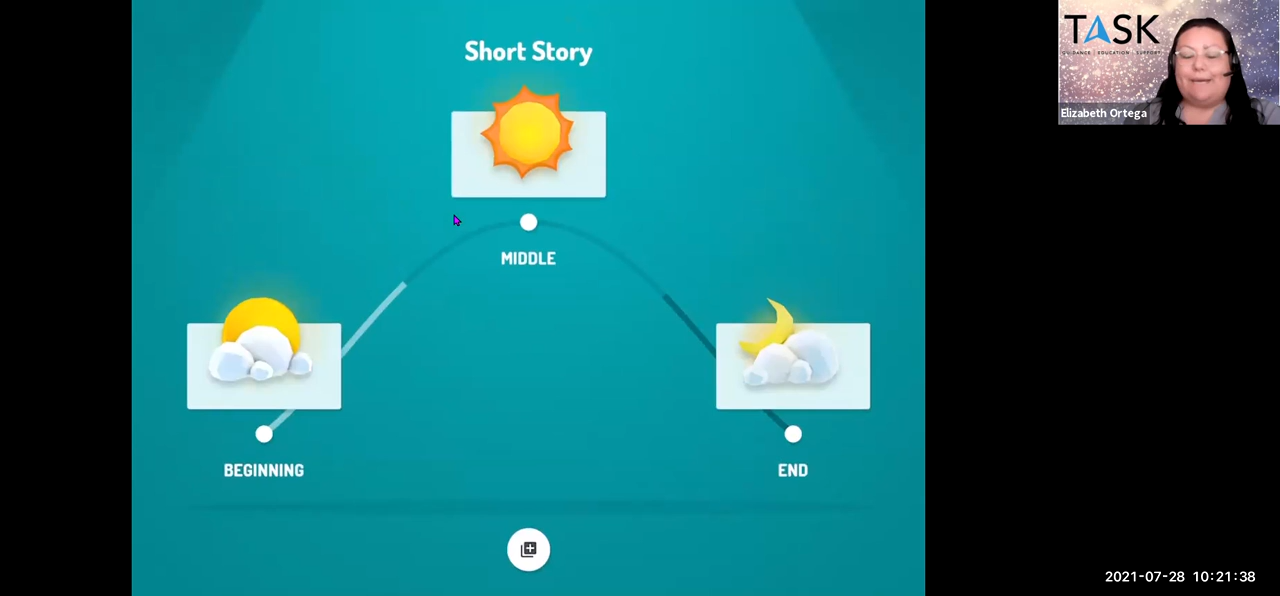 Short Story
MIDDLE
BEGINNING
END
TASK
GUIDANCE | EDUCATION | SUPPORT
Elizabeth Ortega
2021-07-28 10:21:38